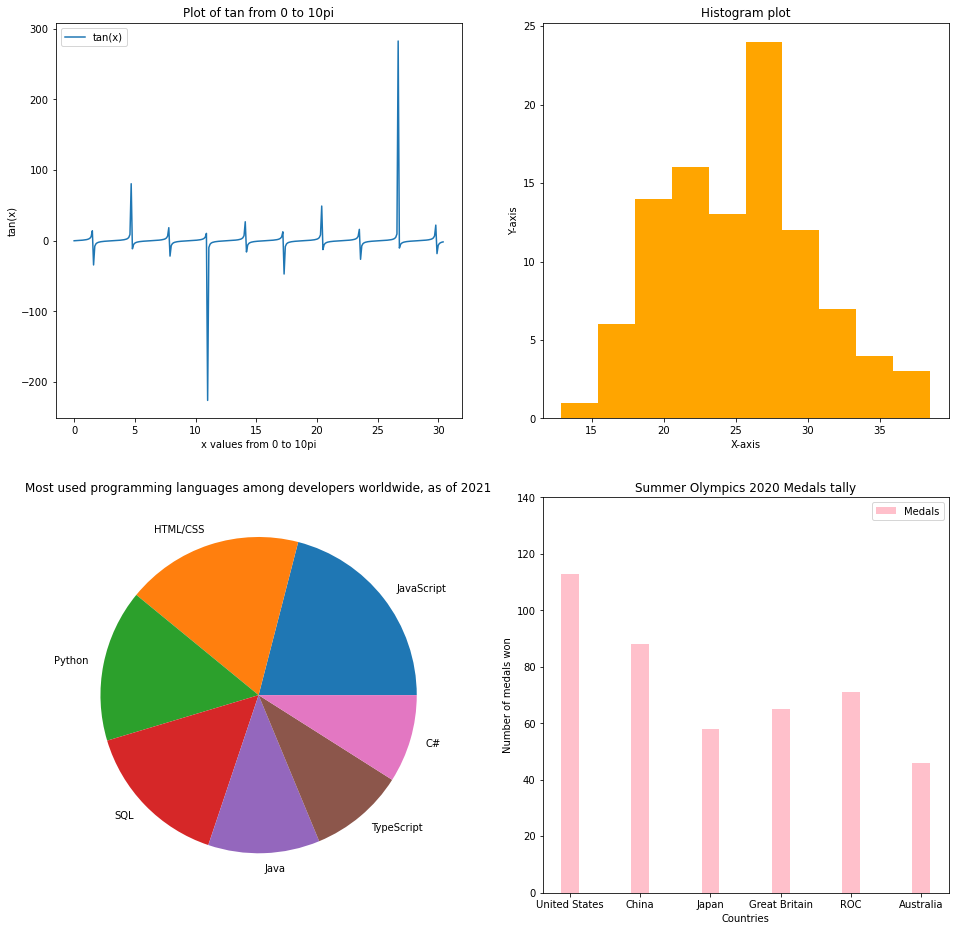 Plot of tan from 0 to 10pi
tan(x)
300
200
100
0
−100
−200
tan(x)
0 5 10 15 20 25 30
x values from 0 to 10pi
Histogram plot
25
20
15
10
5
0
Y-axis
15 20 25 30 35
X-axis
Most used programming languages among developers worldwide, as of 2021
HTML/CSS
JavaScript
Python
C#
SQL
TypeScript
Java
Summer Olympics 2020 Medals tally
Medals
140
120
100
80
60
40
20
0
Number of medals won
United States China Japan Great Britain ROC Australia
Countries